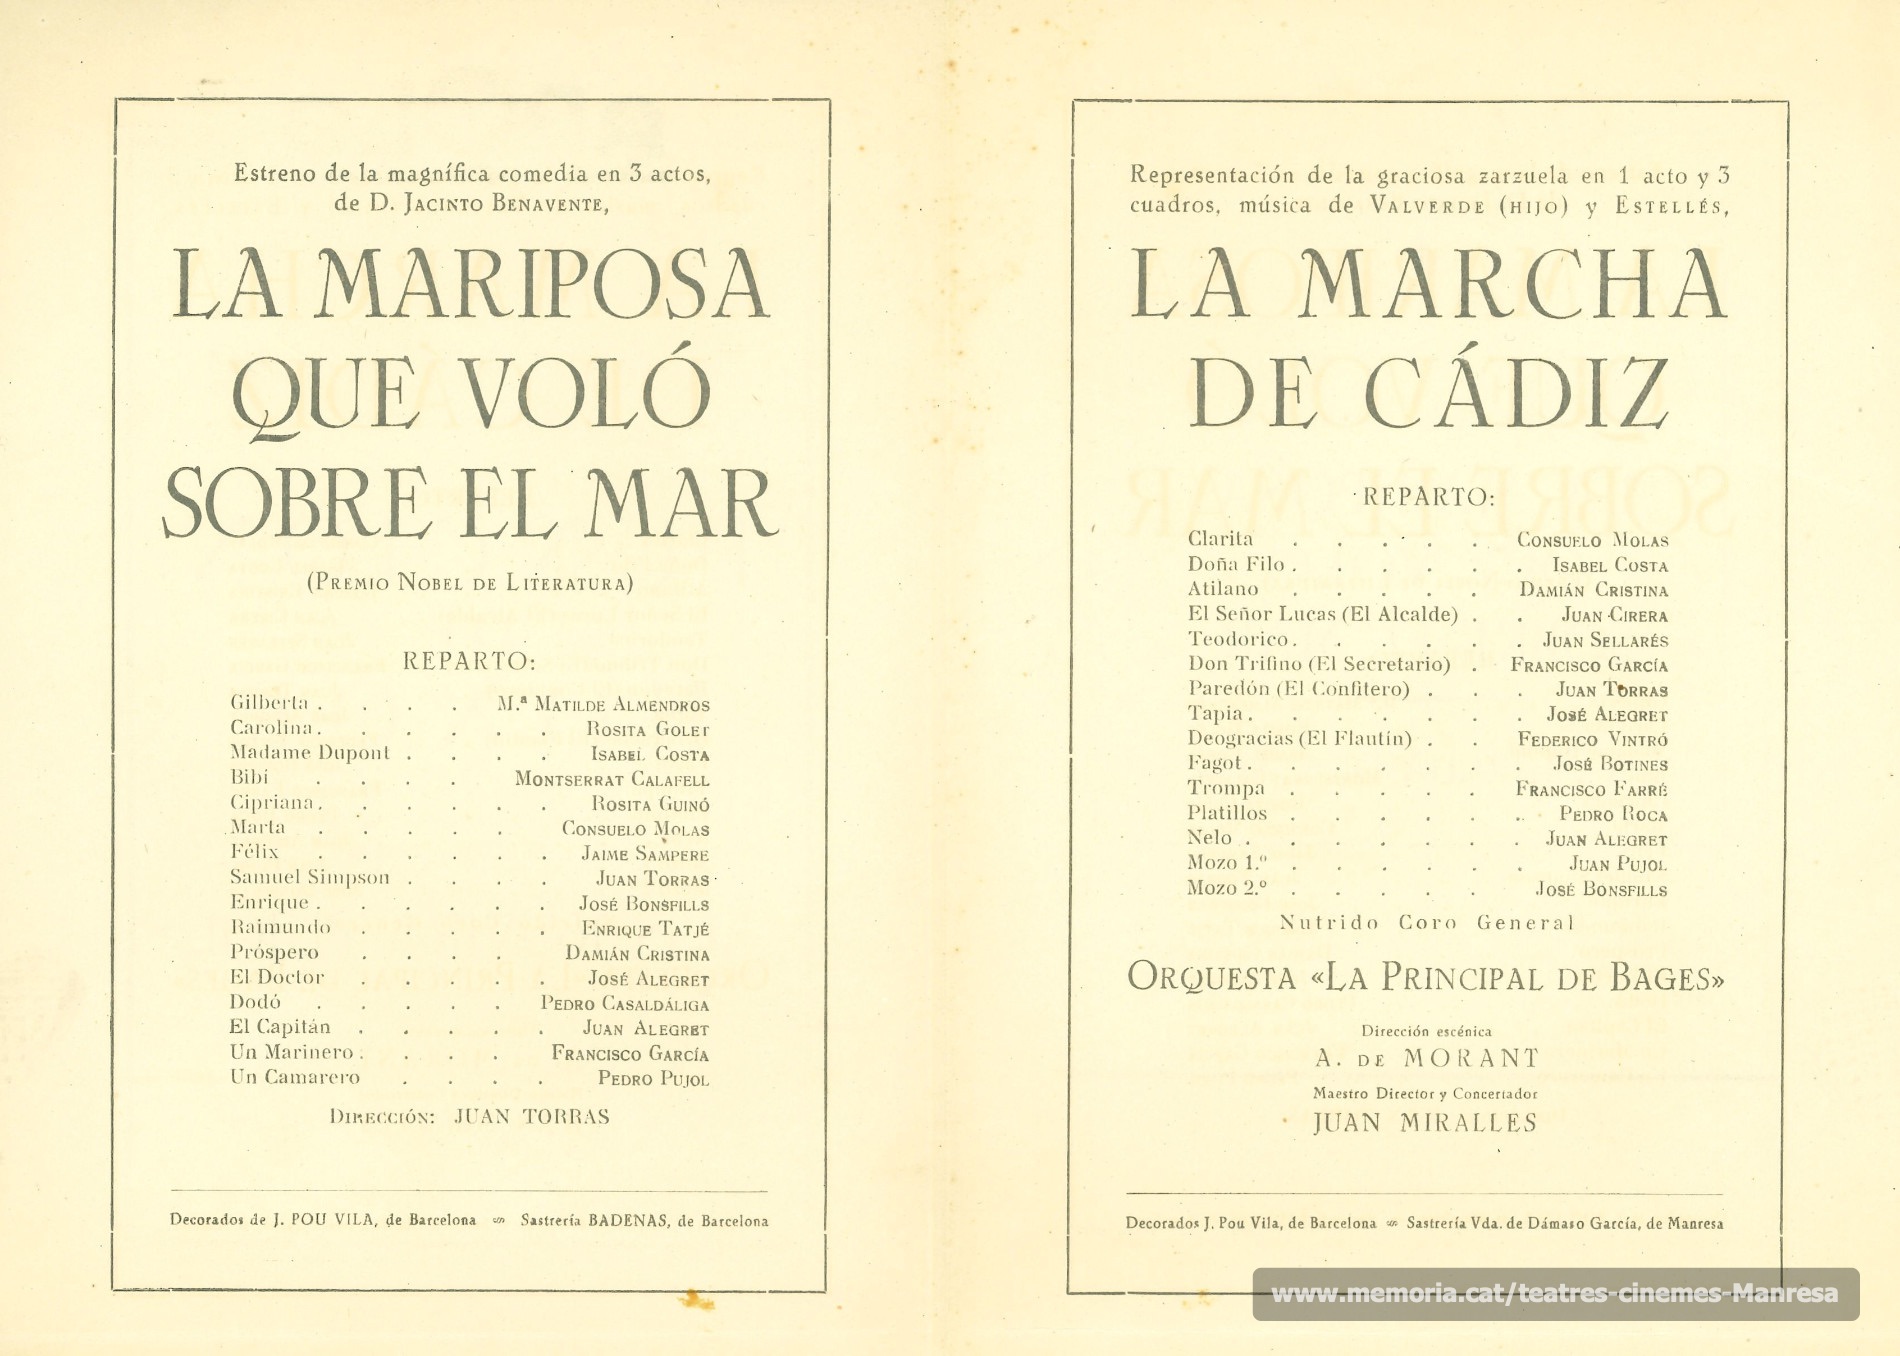 Estreno de la magnífica comedia en 3 actos,
de D. JACINTO BENAVENTE,
LA MARIPOSA
QUE VOLÓ
SOBRE EL MAR
(PREMIO NOBEL DE LITERATURA)
REPARTO:
Gilberta . . . . M.ª MATILDE ALMENDROS
Carolina . . . . . . ROSITA GOLET
Madame Dupont . . . . ISABEL COSTA
Bibi . . . . MONTSERRAT CALAFELL
Cipriana . . . . . . ROSITA GUINÓ
Marta . . . . . CONSUELO MOLAS
Félix . . . . . . JAIME SAMPERE
Samuel Simpson . . . . JUAN TORRAS
Enrique . . . . . . JOSÉ BONSFILLS
Raimundo . . . . . ENRIQUE TATJÉ
Próspero . . . . DAMIÁN CRISTINA
El Doctor . . . . . JOSÉ ALEGRET
Dodó . . . . . PEDRO CASALDÁLIGA
El Capitán . . . . . JUAN ALEGRET
Un Marinero . . . . FRANCISCO GARCÍA
Un Camarero . . . . PEDRO PUJOL
DIRECCIÓN: JUAN TORRAS
Decorados de J. POU VILA, de Barcelona ∽ Sastrería BADENAS, de Barcelona
Representación de la graciosa zarzuela en 1 acto y 3
cuadros, música de VALVERDE (HIJO) y ESTELLÉS,
LA MARCHA
DE CÁDIZ
REPARTO:
Clarita . . . . . CONSUELO MOLAS
Doña Filo . . . . . . ISABEL COSTA
Atilano . . . . . DAMIÁN CRISTINA
El Señor Lucas (El Alcalde) . . JUAN CIRERA
Teodorico . . . . . . JUAN SELLARÉS
Don Trifino (El Secretario) . FRANCISCO GARCÍA
Paredón (El Confitero) . . . JUAN TORRAS
Tapia . . . . . . . JOSÉ ALEGRET
Deogracias (El Flautín) . . FEDERICO VINTRÓ
Fagot . . . . . . . JOSÉ BOTINES
Trompa . . . . . FRANCISCO FARRÉ
Platillos . . . . . . PEDRO ROCA
Nelo . . . . . . . JUAN ALEGRET
Mozo 1.º . . . . . . JUAN PUJOL
Mozo 2.º . . . . . JOSÉ BONSFILLS
Nutrido Coro General
ORQUESTA «LA PRINCIPAL DE BAGES»
Dirección escénica
A. DE MORANT
Maestro Director y Concertador
JUAN MIRALLES
Decorados J. Pou Vila, de Barcelona ∽ Sastrería Vda. de Dámaso García, de Manresa
www.memoria.cat/teatres-cinemes-Manresa